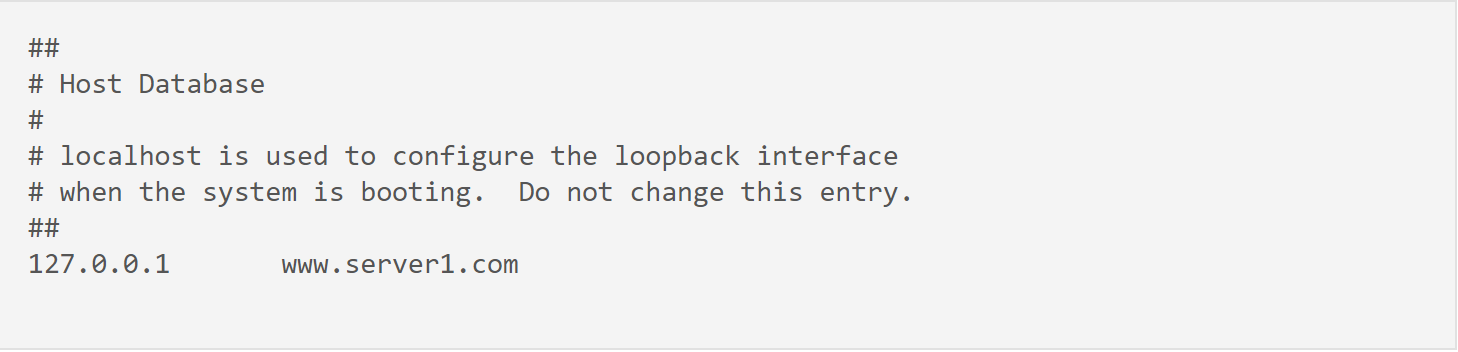 ##
# Host Database
#
# localhost is used to configure the loopback interface
# when the system is booting.  Do not change this entry.
##
127.0.0.1       www.server1.com